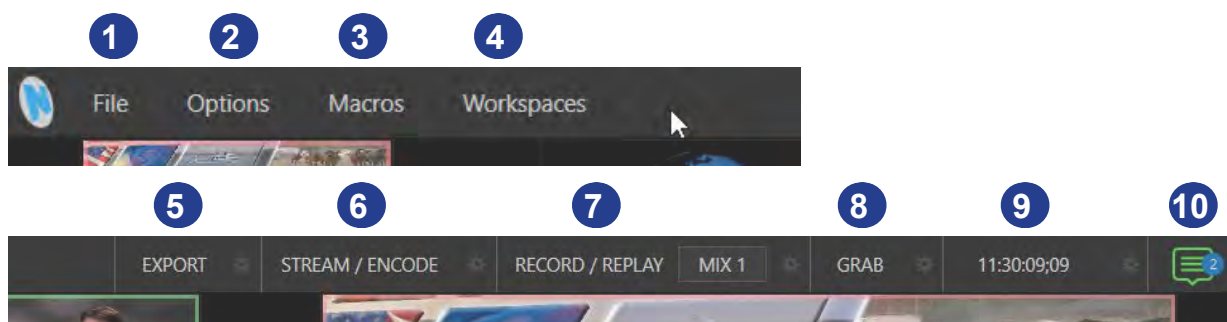 1 2 3 4
File Options Macros Workspaces
5 6 7 8 9 10
EXPORT STREAM / ENCODE RECORD / REPLAY MIX 1 GRAB 11:30:09;09 2